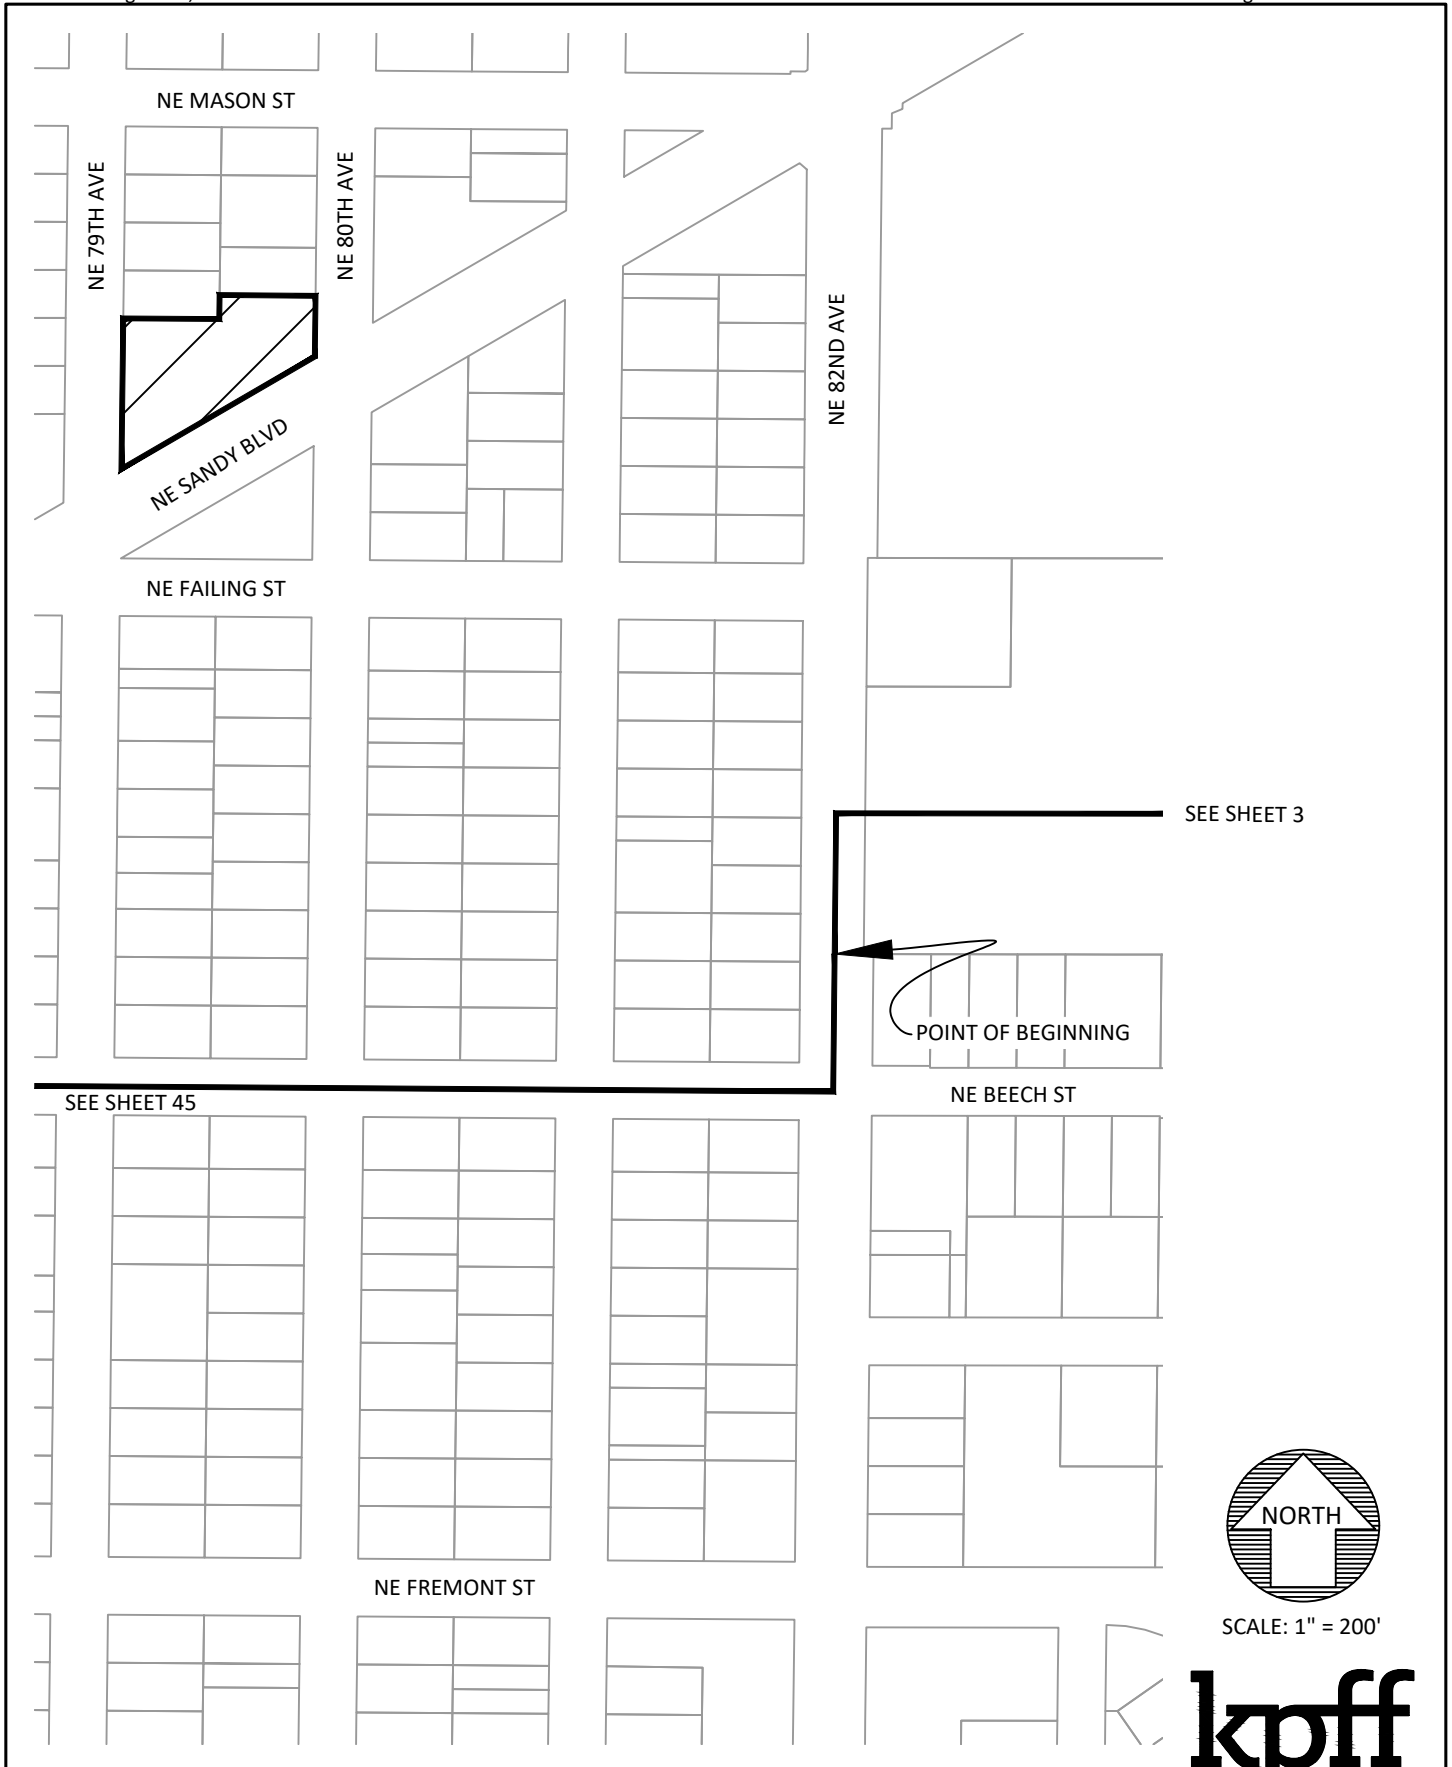 NE MASON ST
NE 79TH AVE
NE 80TH AVE
NE 82ND AVE
NE SANDY BLVD
NE FAILING ST
SEE SHEET 3
POINT OF BEGINNING
NE BEECH ST
SEE SHEET 45
NORTH
NE FREMONT ST
SCALE: 1" = 200'
kpff